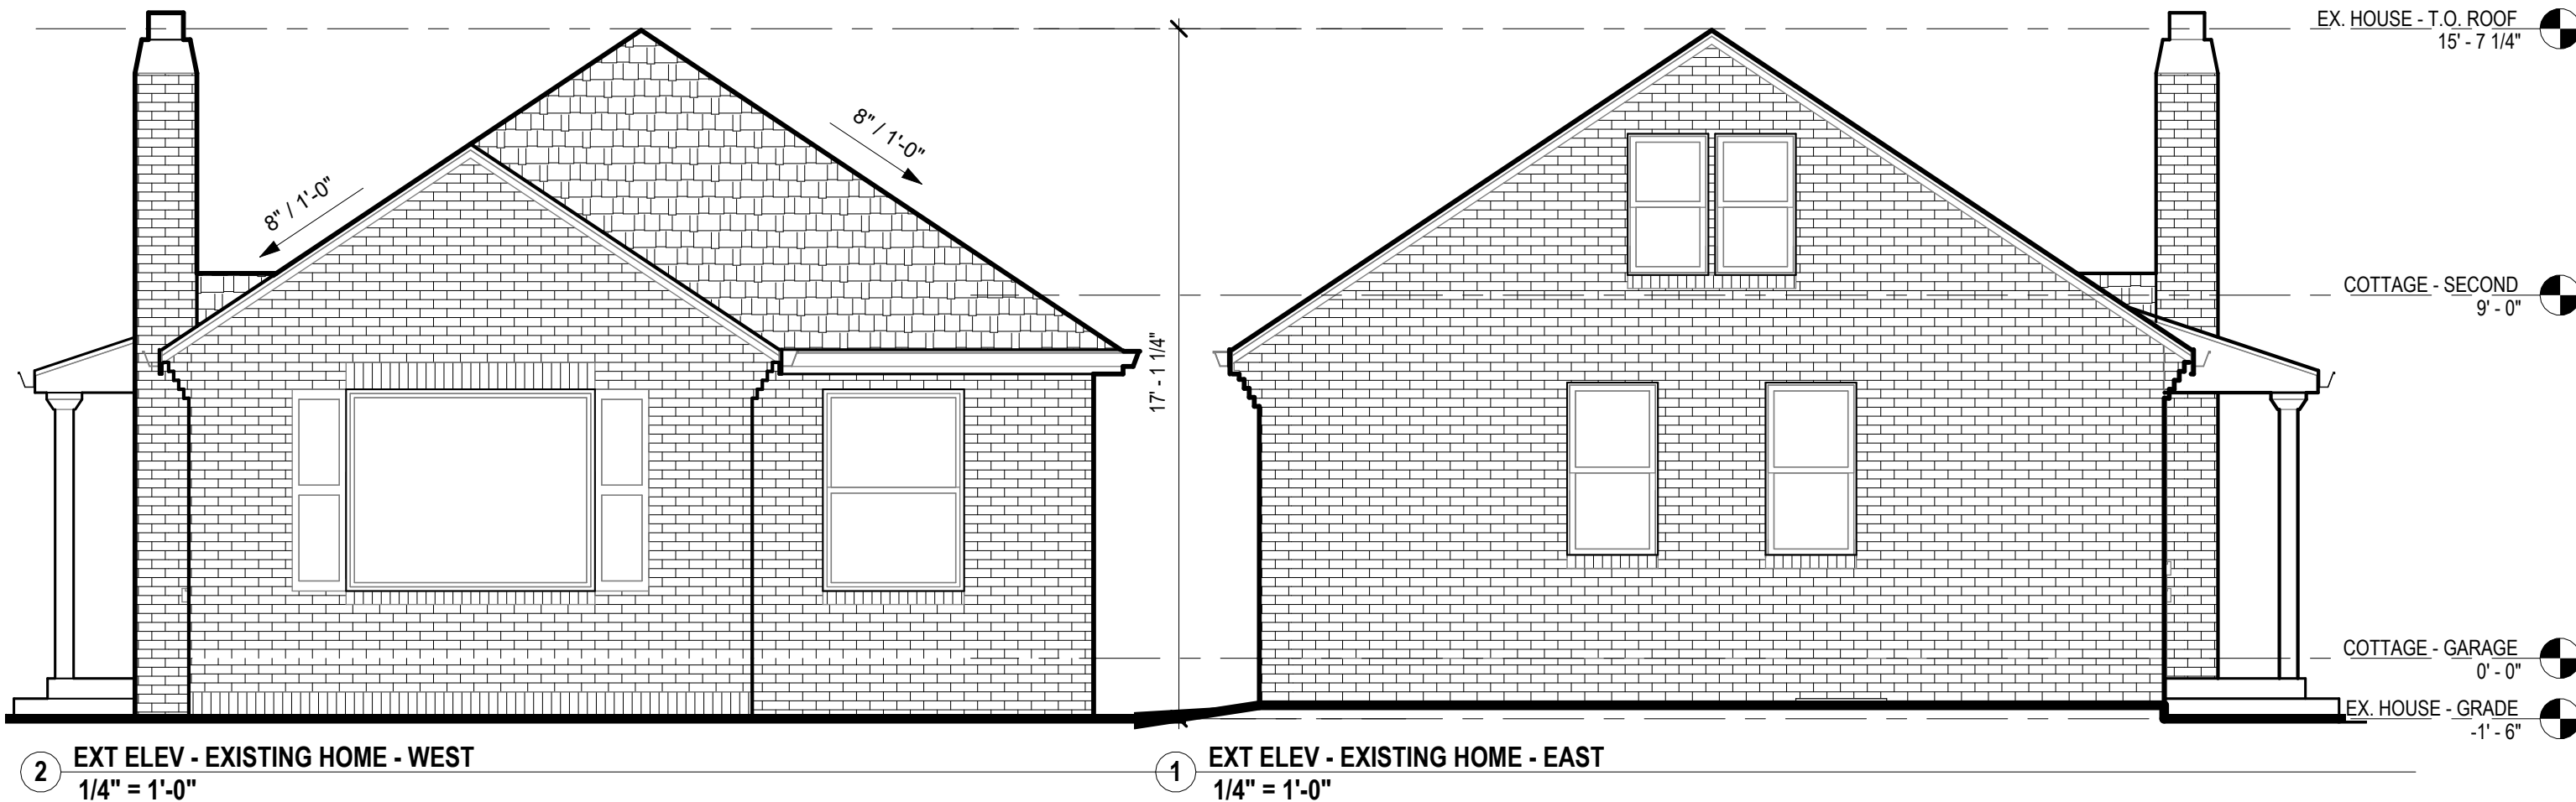 EX. HOUSE - T.O. ROOF
15' - 7 1/4"
8" / 1'-0"
8" / 1'-0"
COTTAGE - SECOND
9' - 0"
17' - 1 1/4"
COTTAGE - GARAGE
0' - 0"
EX. HOUSE - GRADE
-1' - 6"
2
EXT ELEV - EXISTING HOME - WEST
1/4" = 1'-0"
1
EXT ELEV - EXISTING HOME - EAST
1/4" = 1'-0"